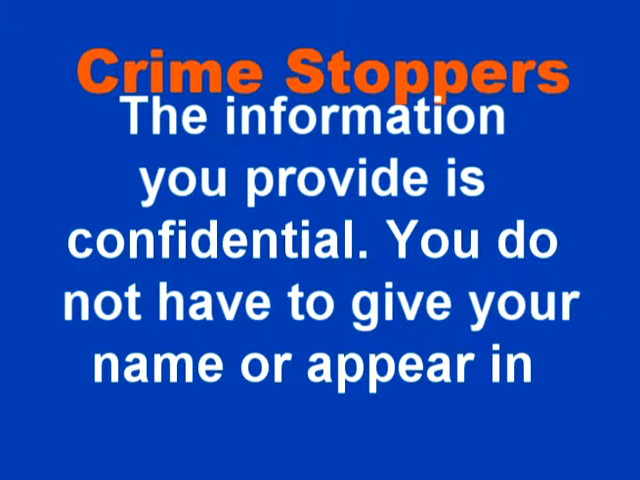 Crime Stoppers
The information
you provide is
confidential. You do
not have to give your
name or appear in